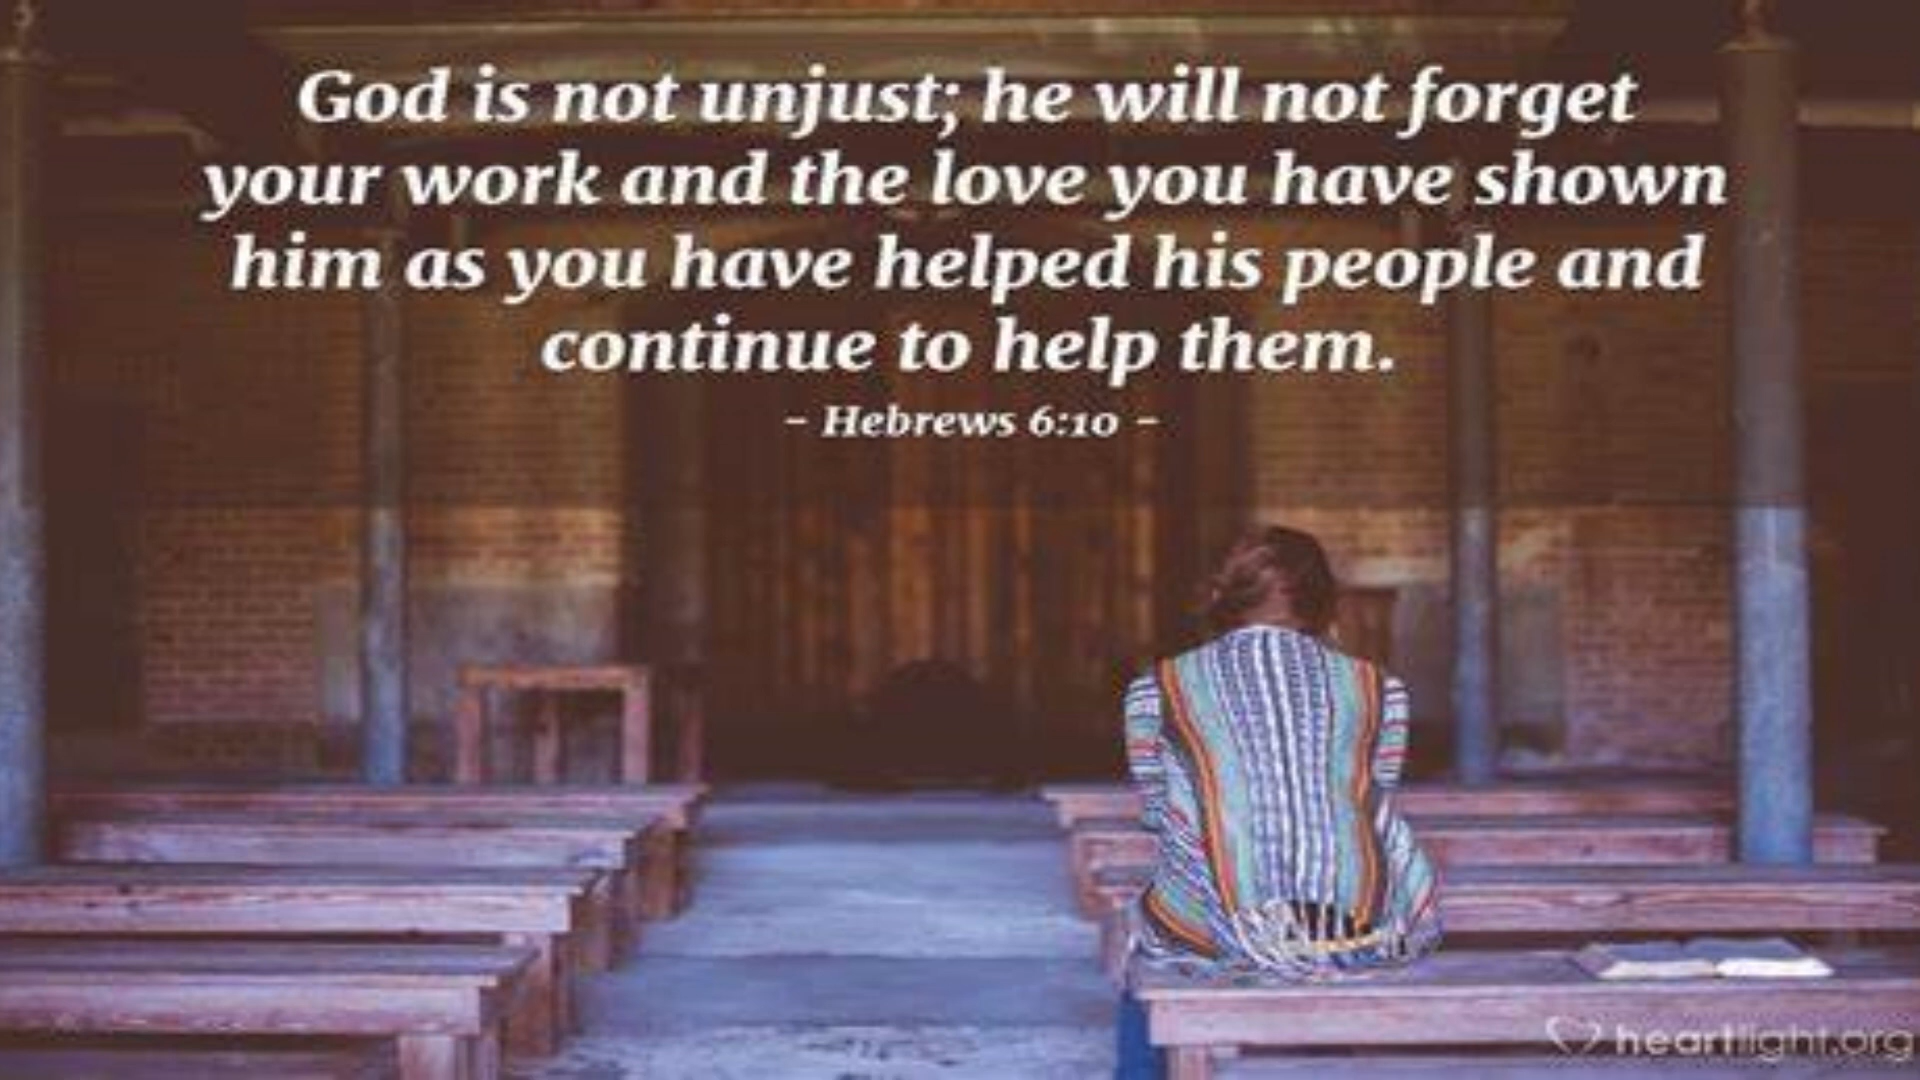 God is not unjust; he will not forget
your work and the love you have shown
him as you have helped his people and
continue to help them.
- Hebrews 6:10 -
heartlight.org